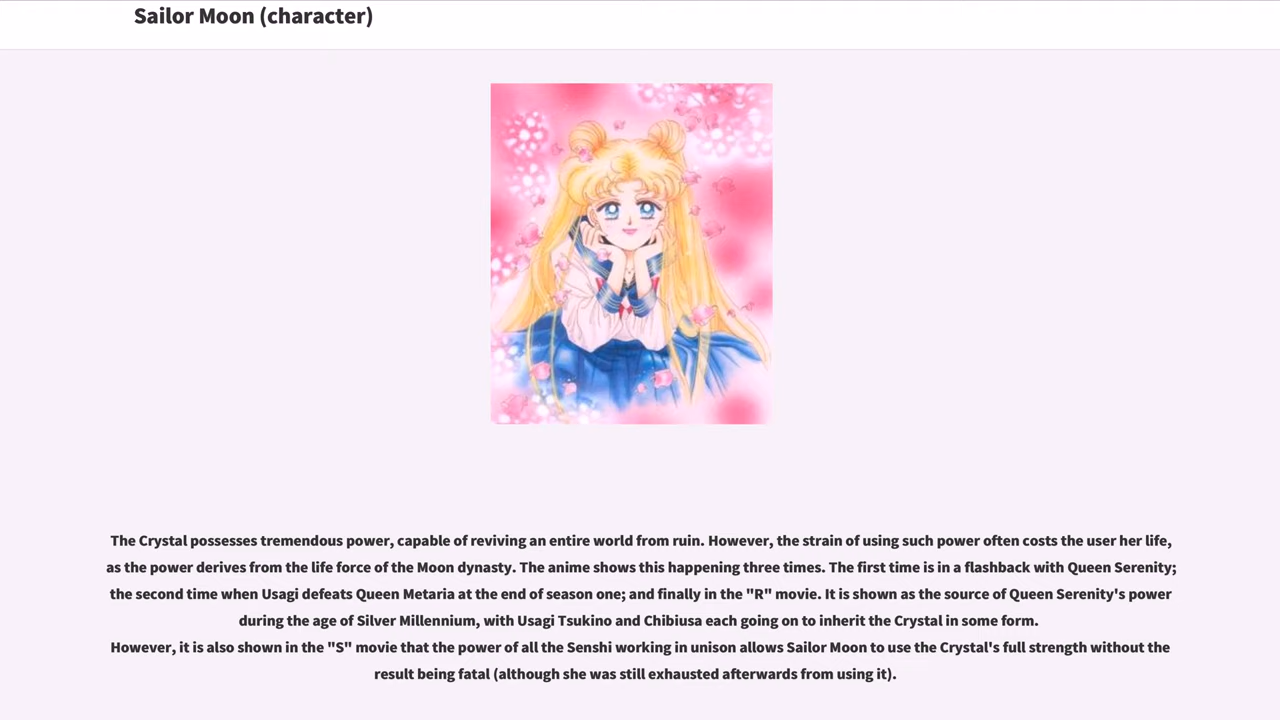 Sailor Moon (character)
The Crystal possesses tremendous power, capable of reviving an entire world from ruin. However, the strain of using such power often costs the user her life,
as the power derives from the life force of the Moon dynasty. The anime shows this happening three times. The first time is in a flashback with Queen Serenity;
the second time when Usagi defeats Queen Metaria at the end of season one; and finally in the "R" movie. It is shown as the source of Queen Serenity's power
during the age of Silver Millennium, with Usagi Tsukino and Chibiusa each going on to inherit the Crystal in some form.
However, it is also shown in the "S" movie that the power of all the Senshi working in unison allows Sailor Moon to use the Crystal's full strength without the
result being fatal (although she was still exhausted afterwards from using it).